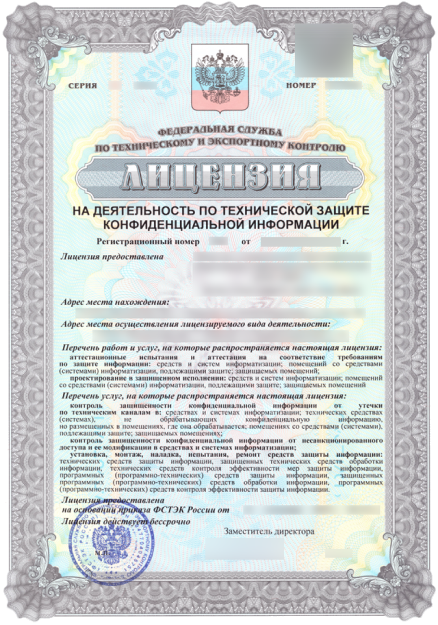 СЕРИЯ НОМЕР
ФЕДЕРАЛЬНАЯ СЛУЖБА
ПО ТЕХНИЧЕСКОМУ И ЭКСПОРТНОМУ КОНТРОЛЮ
ЛИЦЕНЗИЯ
НА ДЕЯТЕЛЬНОСТЬ ПО ТЕХНИЧЕСКОЙ ЗАЩИТЕ
КОНФИДЕНЦИАЛЬНОЙ ИНФОРМАЦИИ
Регистрационный номер от г.
Лицензия предоставлена
Адрес места нахождения:
Адрес места осуществления лицензируемого вида деятельности:
Перечень работ и услуг, на которые распространяется настоящая лицензия:
аттестационные испытания и аттестация на соответствие требованиям
по защите информации: средств и систем информатизации; помещений со средствами
(системами) информатизации, подлежащими защите; защищаемых помещений;
проектирование в защищенном исполнении: средств и систем информатизации; помещений
со средствами (системами) информатизации, подлежащими защите; защищаемых помещений.
Перечень услуг, на которые распространяется настоящая лицензия:
контроль защищенности конфиденциальной информации от утечки
по техническим каналам в: средствах и системах информатизации; технических средствах
(системах), не обрабатывающих конфиденциальную информацию,
но размещенных в помещениях, где она обрабатывается; помещениях со средствами (системами),
подлежащими защите; защищаемых помещениях;
контроль защищенности конфиденциальной информации от несанкционированного
доступа и ее модификации в средствах и системах информатизации;
установка, монтаж, наладка, испытания, ремонт средств защиты информации:
технических средств защиты информации, защищенных технических средств обработки
информации, технических средств контроля эффективности мер защиты информации,
программных (программно-технических) средств защиты информации, защищенных
программных (программно-технических) средств обработки информации, программных
(программно-технических) средств контроля эффективности защиты информации.
Лицензия предоставлена
на основании приказа ФСТЭК России от
Лицензия действует бессрочно
Заместитель директора